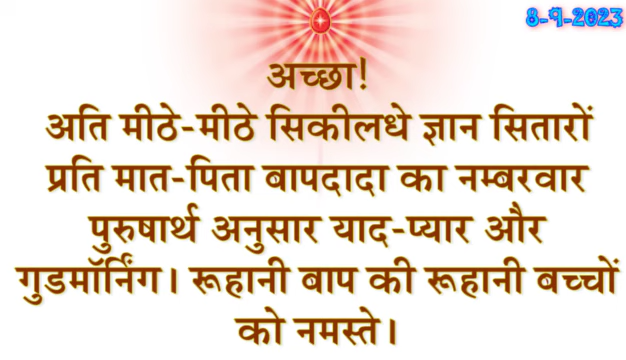 8-9-2023
अच्छा!
अति मीठे-मीठे सिकीलधे ज्ञान सितारों
प्रति मात-पिता बापदादा का नम्बरवार
पुरुषार्थ अनुसार याद-प्यार और
गुडमॉर्निंग। रूहानी बाप की रूहानी बच्चों
को नमस्ते।